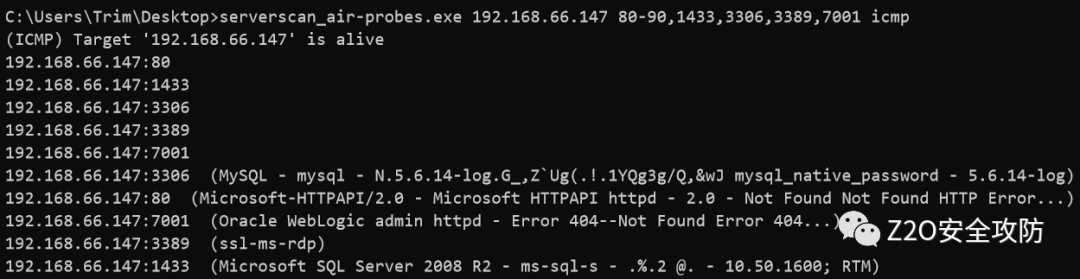 C:\Users\Trim\Desktop>serverscan_air-probes.exe 192.168.66.147 80-90,1433,3306,3389,7001 icmp
(ICMP) Target '192.168.66.147' is alive
192.168.66.147:80
192.168.66.147:1433
192.168.66.147:3306
192.168.66.147:3389
192.168.66.147:7001
192.168.66.147:3306  (MySQL - mysql - N.5.6.14-log.G_,Z`Ug(.!.1YQg3g/Q,&wJ mysql_native_password - 5.6.14-log)
192.168.66.147:80  (Microsoft-HTTPAPI/2.0 - Microsoft HTTPAPI httpd - 2.0 - Not Found Not Found HTTP Error...)
192.168.66.147:7001  (Oracle WebLogic admin httpd - Error 404--Not Found Error 404...)
192.168.66.147:3389  (ssl-ms-rdp)
192.168.66.147:1433  (Microsoft SQL Server 2008 R2 - ms-sql-s - .%.2 @. - 10.50.1600; RTM)
Z2O安全攻防